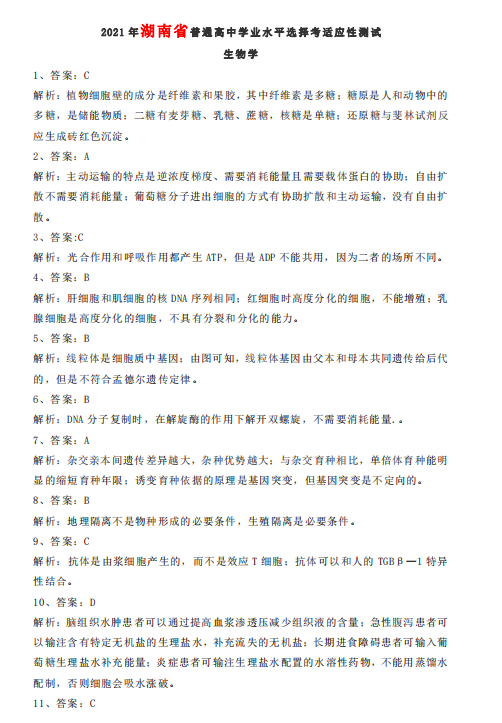 2021年湖南省普通高中学业水平选择考适应性测试
生物学
1、答案：C
解析：植物细胞壁的成分是纤维素和果胶，其中纤维素是多糖；糖原是人和动物中的
多糖，是储能物质；二糖有麦芽糖、乳糖、蔗糖，核糖是单糖；还原糖与斐林试剂反
应生成砖红色沉淀。
2、答案：A
解析：主动运输的特点是逆浓度梯度、需要消耗能量且需要载体蛋白的协助；自由扩
散不需要消耗能量；葡萄糖分子进出细胞的方式有协助扩散和主动运输，没有自由扩
散。
3、答案:C
解析：光合作用和呼吸作用都产生ATP，但是ADP不能共用，因为二者的场所不同。
4、答案：B
解析：肝细胞和肌细胞的核DNA序列相同；红细胞时高度分化的细胞，不能增殖；乳
腺细胞是高度分化的细胞，不具有分裂和分化的能力。
5、答案：B
解析：线粒体是细胞质中基因；由图可知，线粒体基因由父本和母本共同遗传给后代
的，但是不符合孟德尔遗传定律。
6、答案：B
解析：DNA分子复制时，在解旋酶的作用下解开双螺旋，不需要消耗能量.。
7、答案：A
解析：杂交亲本间遗传差异越大，杂种优势越大；与杂交育种相比，单倍体育种能明
显的缩短育种年限；诱变育种依据的原理是基因突变，但基因突变是不定向的。
8、答案：B
解析：地理隔离不是物种形成的必要条件，生殖隔离是必要条件。
9、答案：C
解析：抗体是由浆细胞产生的，而不是效应T细胞；抗体可以和人的TGBβ—1特异
性结合。
10、答案：D
解析：脑组织水肿患者可以通过提高血浆渗透压减少组织液的含量；急性腹泻患者可
以输注含有特定无机盐的生理盐水，补充流失的无机盐；长期进食障碍患者可输入葡
萄糖生理盐水补充能量；炎症患者可输注生理盐水配置的水溶性药物，不能用蒸馏水
配制，否则细胞会吸水涨破。
11、答案：C